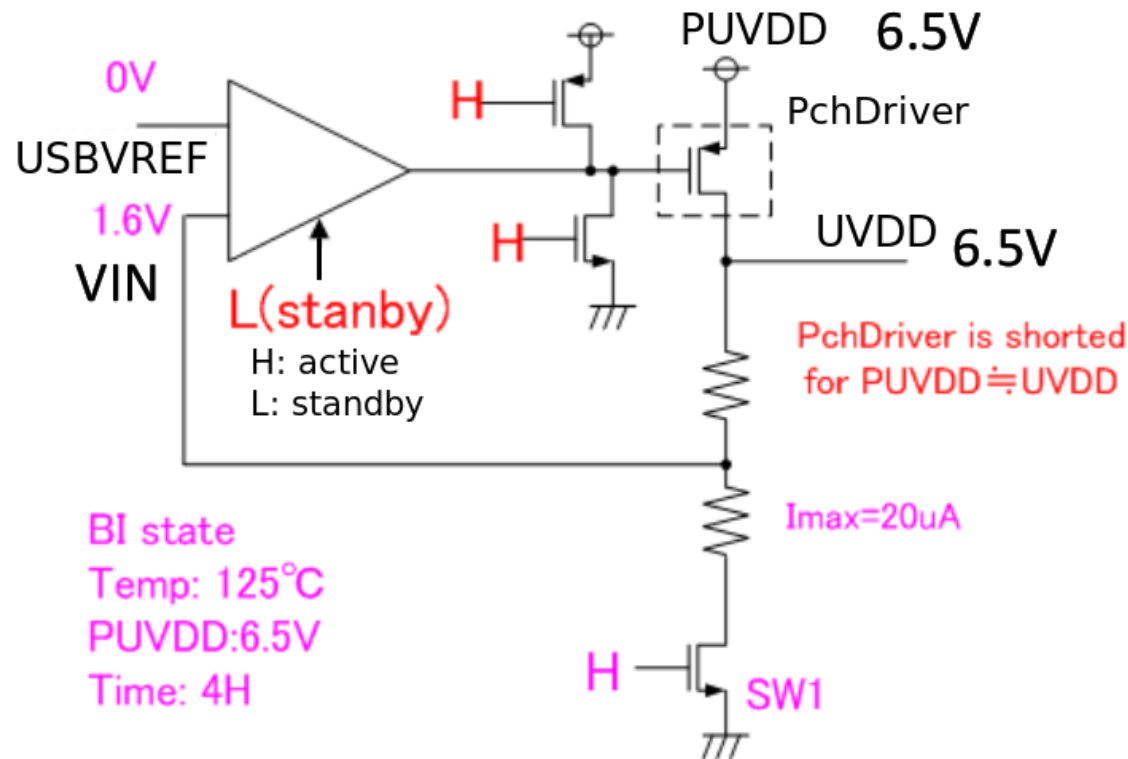 PUVDD 6.5V
0V
H
PchDriver
USBVREF
1.6V
H
UVDD 6.5V
VIN
L(stanby)
H: active
L: standby
PchDriver is shorted
for PUVDD≒UVDD
Imax=20uA
BI state
Temp: 125℃
PUVDD:6.5V
Time: 4H
H
SW1